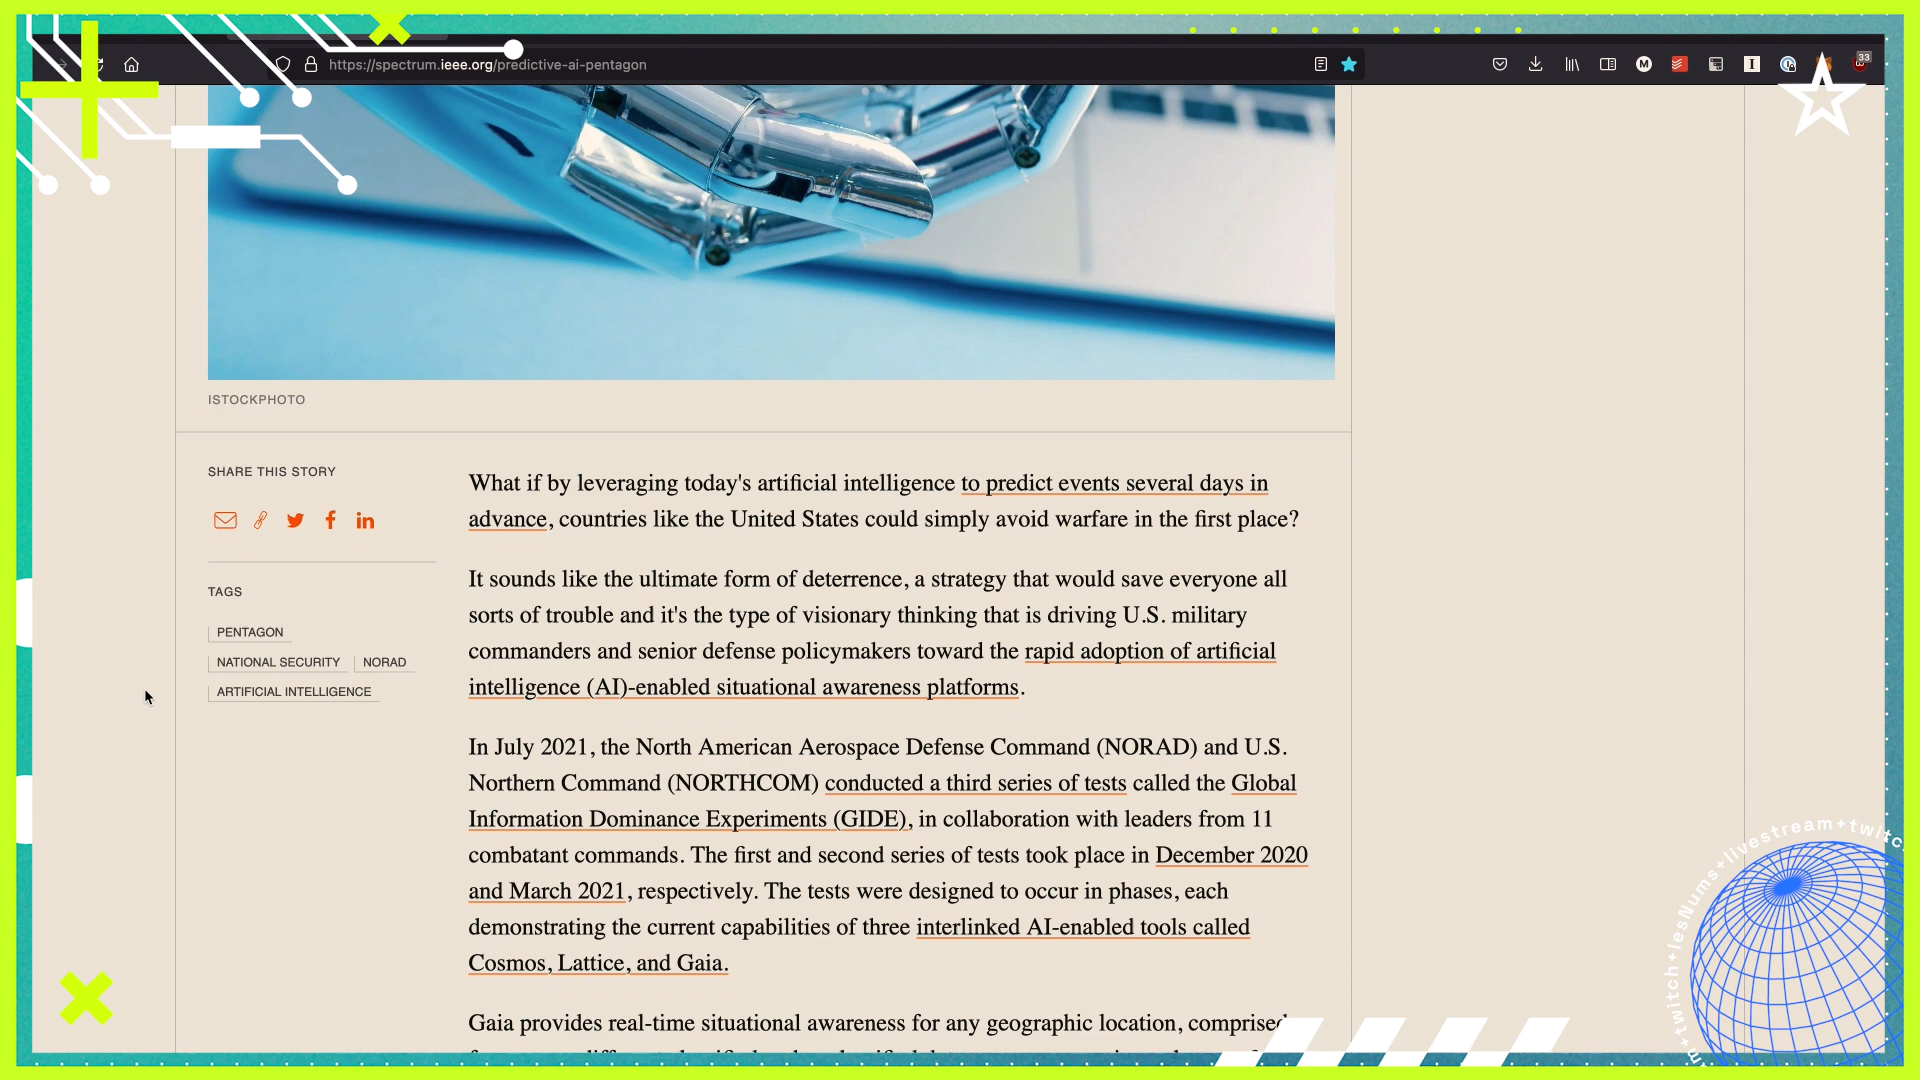 https://spectrum.ieee.org/predictive-ai-pentagon
M
I
33
ISTOCKPHOTO
SHARE THIS STORY
TAGS
PENTAGON
NATIONAL SECURITY
NORAD
ARTIFICIAL INTELLIGENCE
What if by leveraging today's artificial intelligence to predict events several days in
advance, countries like the United States could simply avoid warfare in the first place?
It sounds like the ultimate form of deterrence, a strategy that would save everyone all
sorts of trouble and it's the type of visionary thinking that is driving U.S. military
commanders and senior defense policymakers toward the rapid adoption of artificial
intelligence (AI)-enabled situational awareness platforms.
In July 2021, the North American Aerospace Defense Command (NORAD) and U.S.
Northern Command (NORTHCOM) conducted a third series of tests called the Global
Information Dominance Experiments (GIDE), in collaboration with leaders from 11
combatant commands. The first and second series of tests took place in December 2020
and March 2021, respectively. The tests were designed to occur in phases, each
demonstrating the current capabilities of three interlinked AI-enabled tools called
Cosmos, Lattice, and Gaia.
Gaia provides real-time situational awareness for any geographic location, comprised
+twitch+lesNums+livestream+twitc